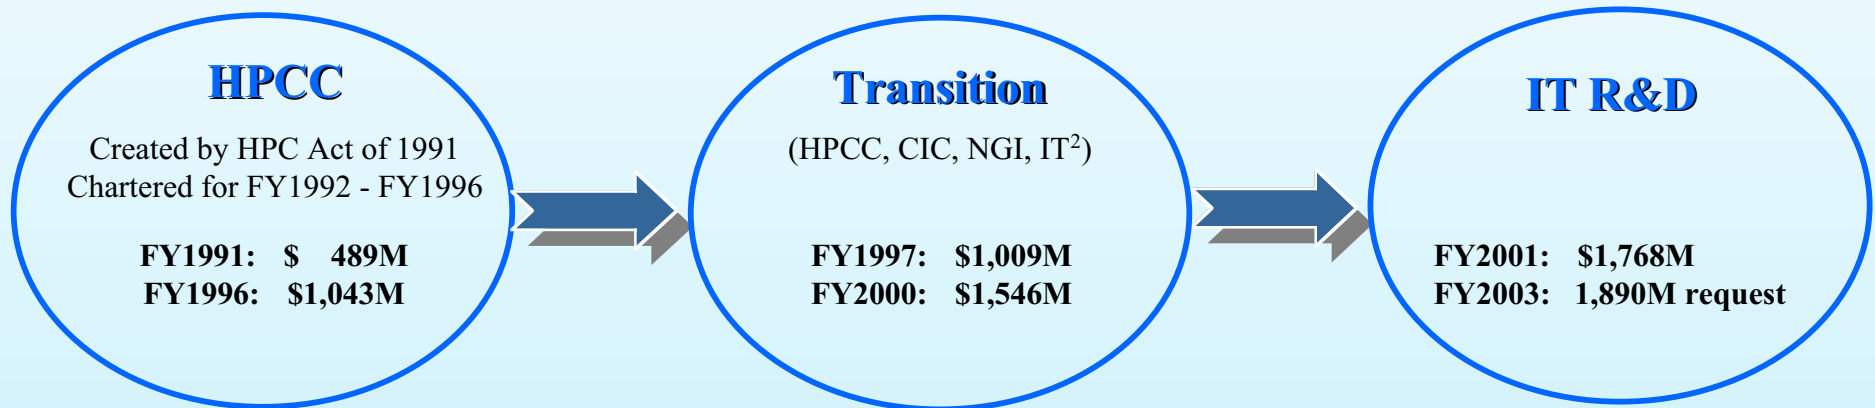 HPCC
Created by HPC Act of 1991
Chartered for FY1992 - FY1996
FY1991: $ 489M
FY1996: $1,043M
Transition
(HPCC, CIC, NGI, IT²)
FY1997: $1,009M
FY2000: $1,546M
IT R&D
FY2001: $1,768M
FY2003: 1,890M request